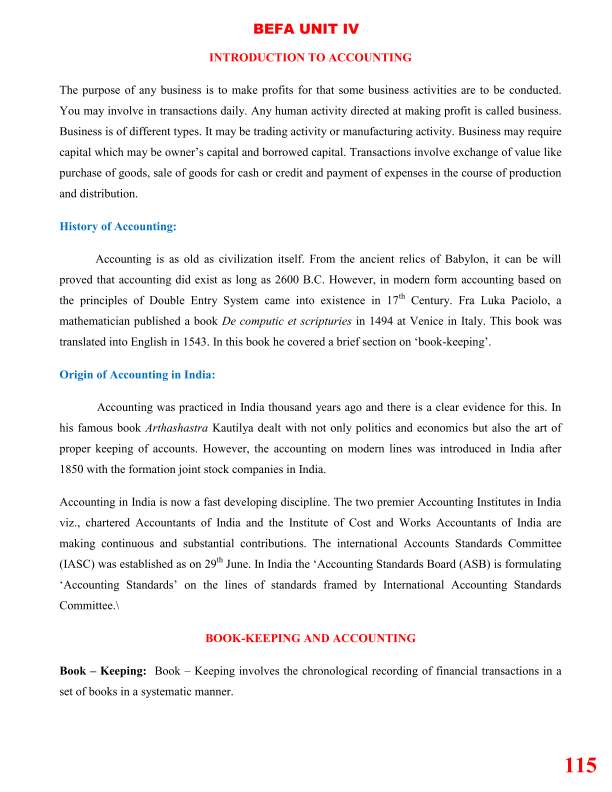 BEFA UNIT IV
INTRODUCTION TO ACCOUNTING
The purpose of any business is to make profits for that some business activities are to be conducted.
You may involve in transactions daily. Any human activity directed at making profit is called business.
Business is of different types. It may be trading activity or manufacturing activity. Business may require
capital which may be owner’s capital and borrowed capital. Transactions involve exchange of value like
purchase of goods, sale of goods for cash or credit and payment of expenses in the course of production
and distribution.
History of Accounting:
Accounting is as old as civilization itself. From the ancient relics of Babylon, it can be will
proved that accounting did exist as long as 2600 B.C. However, in modern form accounting based on
the principles of Double Entry System came into existence in 17th Century. Fra Luka Paciolo, a
mathematician published a book De computic et scripturies in 1494 at Venice in Italy. This book was
translated into English in 1543. In this book he covered a brief section on ‘book-keeping’.
Origin of Accounting in India:
Accounting was practiced in India thousand years ago and there is a clear evidence for this. In
his famous book Arthashastra Kautilya dealt with not only politics and economics but also the art of
proper keeping of accounts. However, the accounting on modern lines was introduced in India after
1850 with the formation joint stock companies in India.
Accounting in India is now a fast developing discipline. The two premier Accounting Institutes in India
viz., chartered Accountants of India and the Institute of Cost and Works Accountants of India are
making continuous and substantial contributions. The international Accounts Standards Committee
(IASC) was established as on 29th June. In India the ‘Accounting Standards Board (ASB) is formulating
‘Accounting Standards’ on the lines of standards framed by International Accounting Standards
Committee.\
BOOK-KEEPING AND ACCOUNTING
Book – Keeping: Book – Keeping involves the chronological recording of financial transactions in a
set of books in a systematic manner.
115